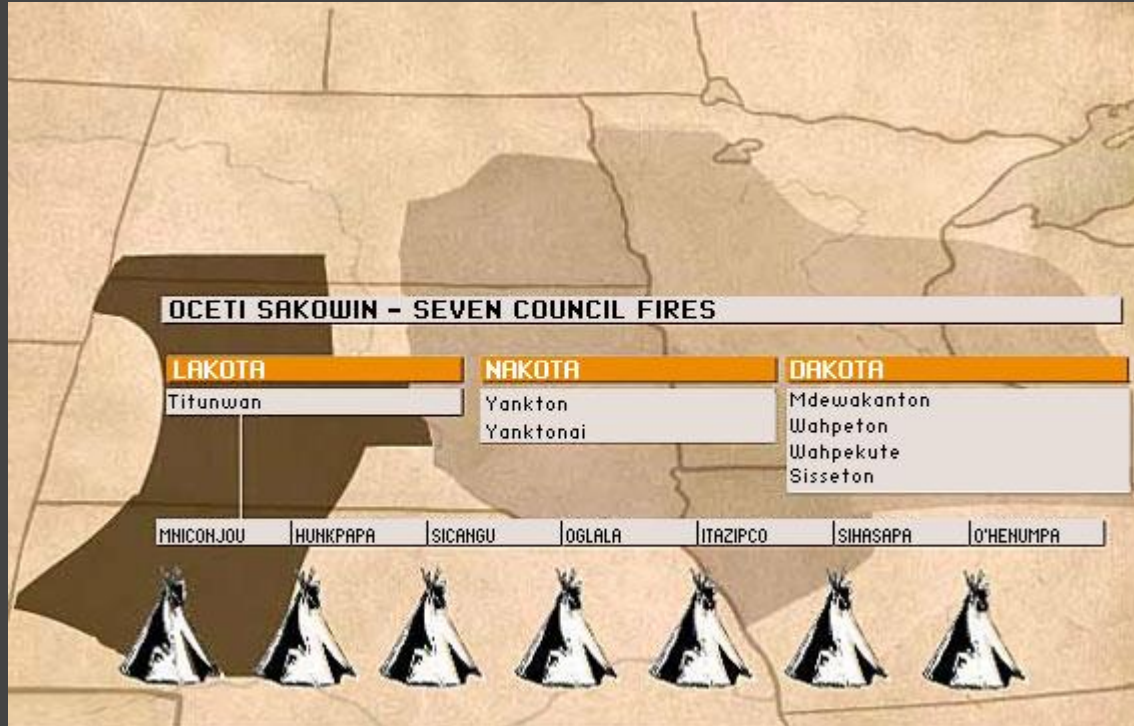 OCETI SAKOWIN - SEVEN COUNCIL FIRES
LAKOTA
Titunwan
NAKOTA
Yankton
Yanktonai
DAKOTA
Mdewakanton
Wahpeton
Wahpekute
Sisseton
MNICONJOU HUNKPAPA SICANGU OGLALA ITAZIPCO SIHASAPA O'HENUMPA